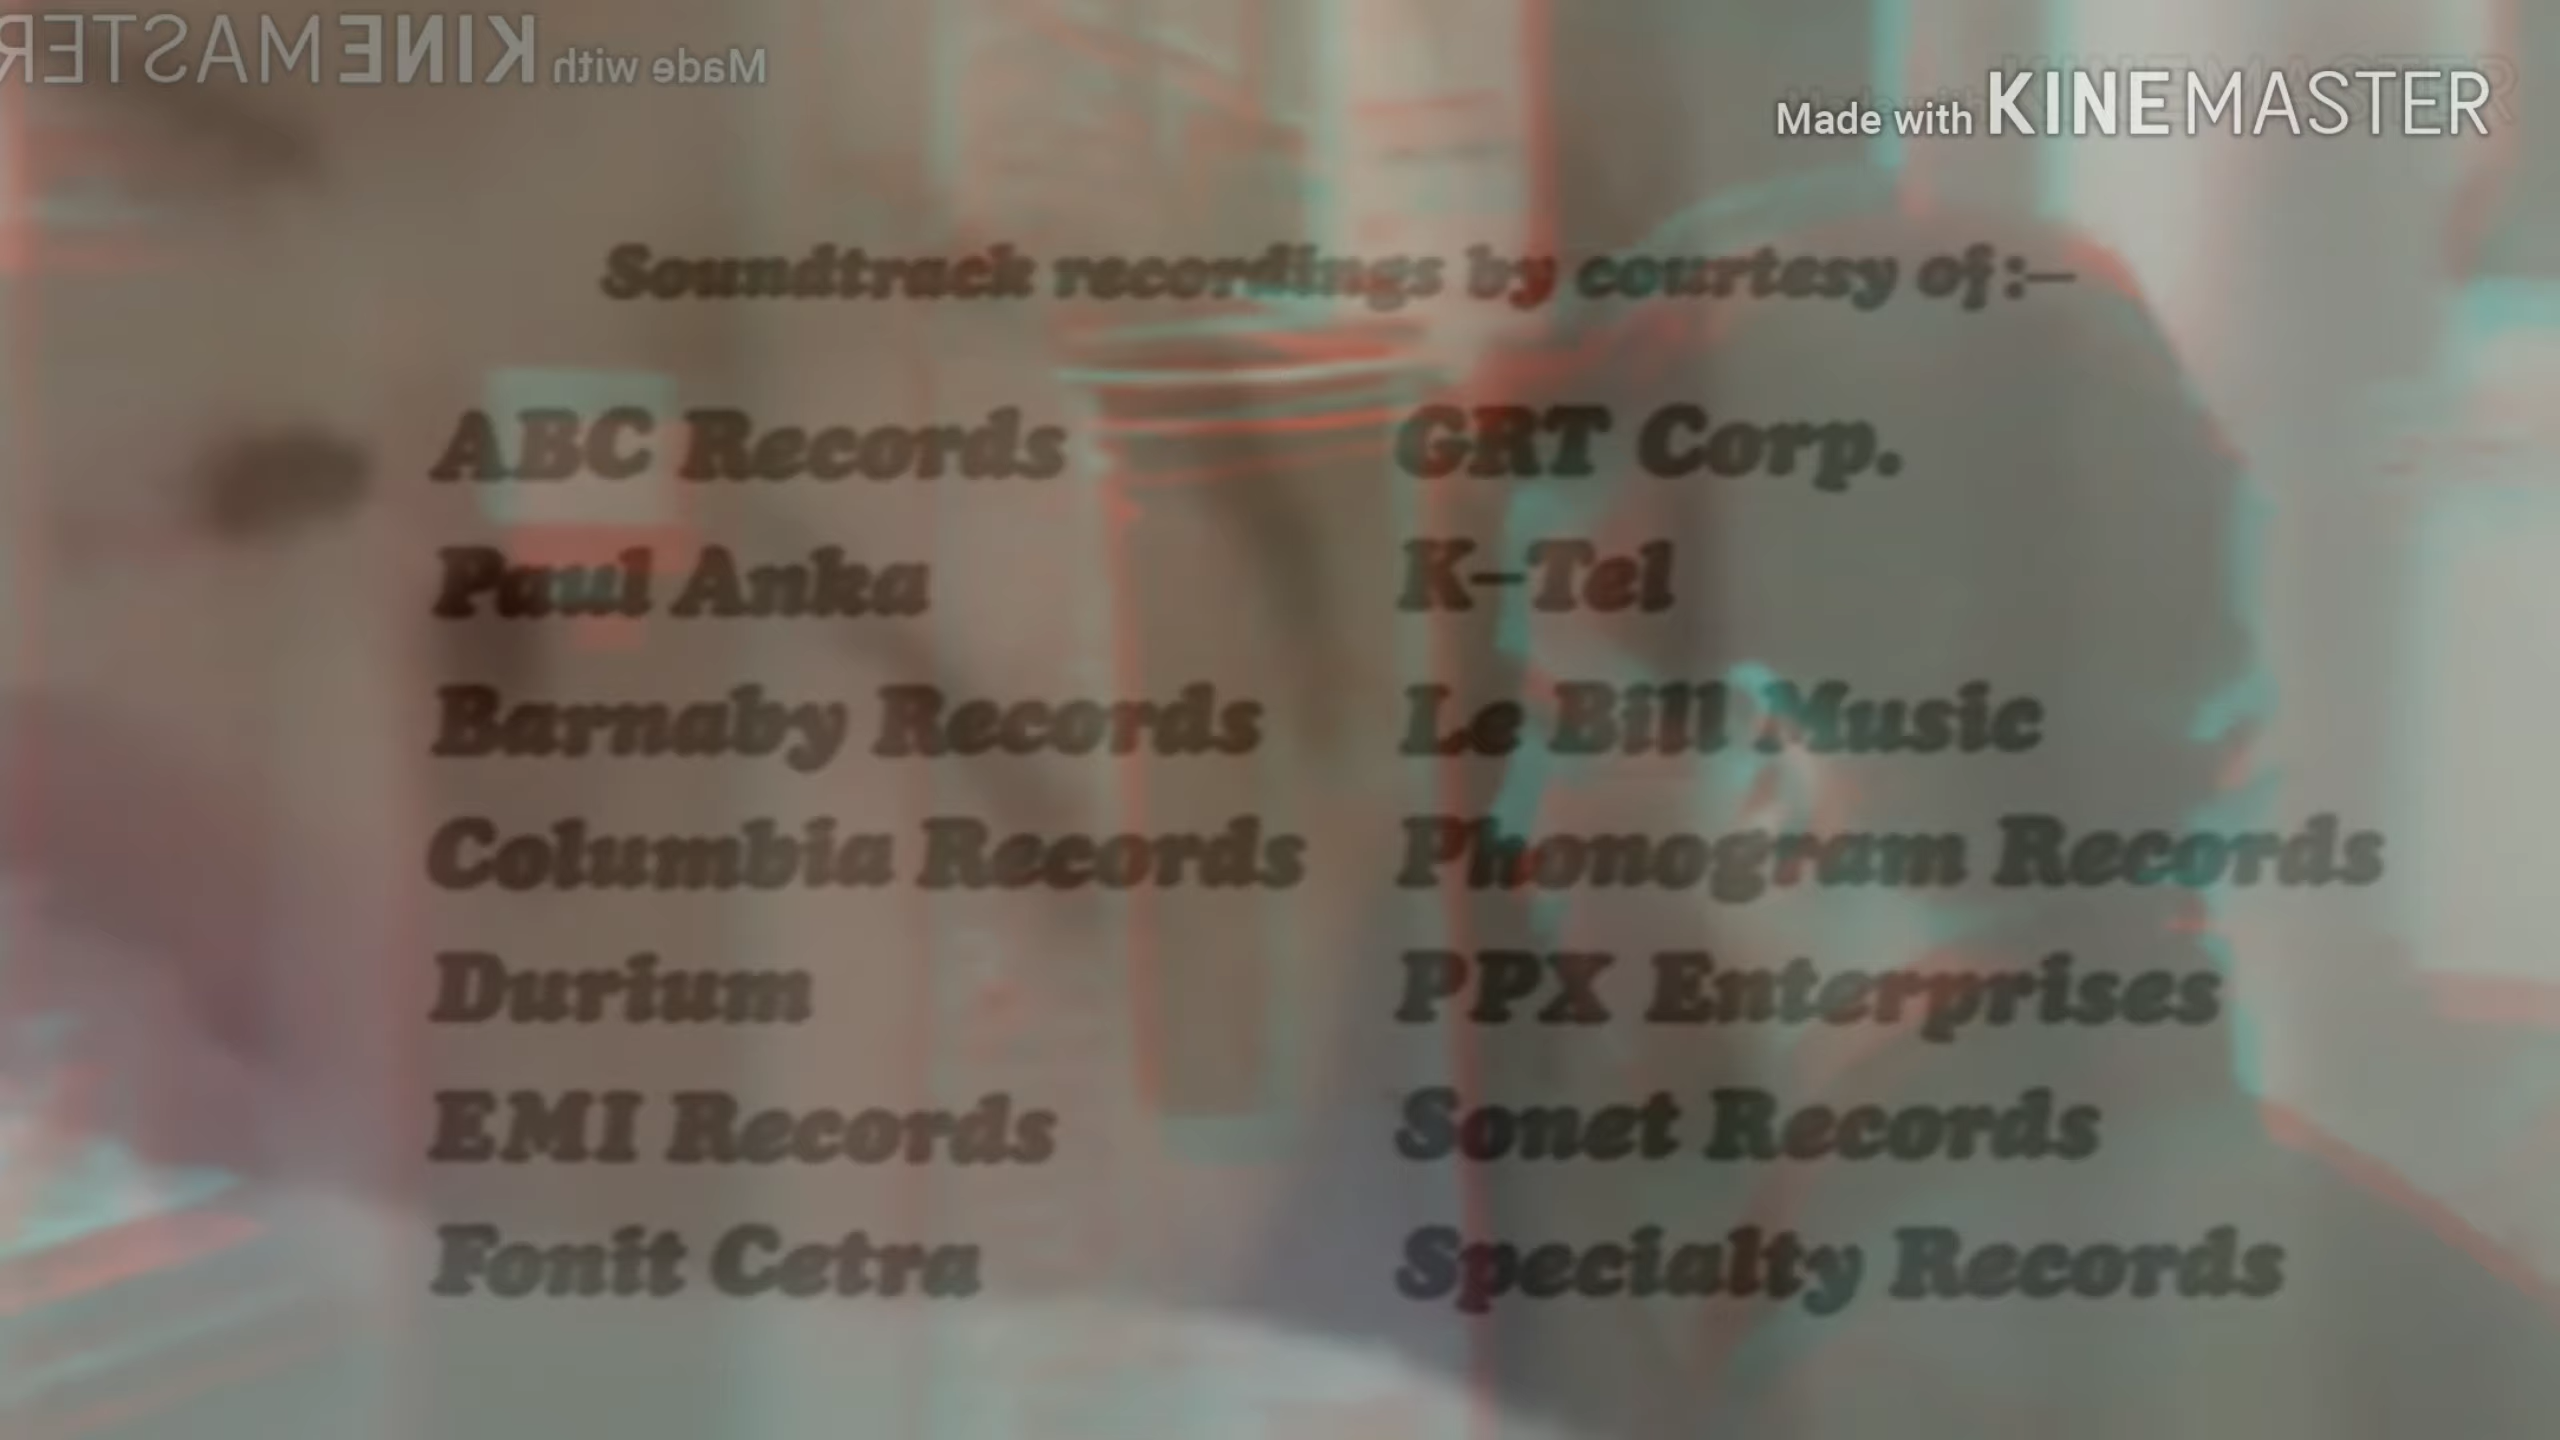 Made with KINEMASTER
Made with KINEMASTER
Soundtrack recordings by courtesy of:—
ABC Records
Paul Anka
Barnaby Records
Columbia Records
Durium
EMI Records
Fonit Cetra
GRT Corp.
K–Tel
Le Bill Music
Phonogram Records
PPX Enterprises
Sonet Records
Specialty Records